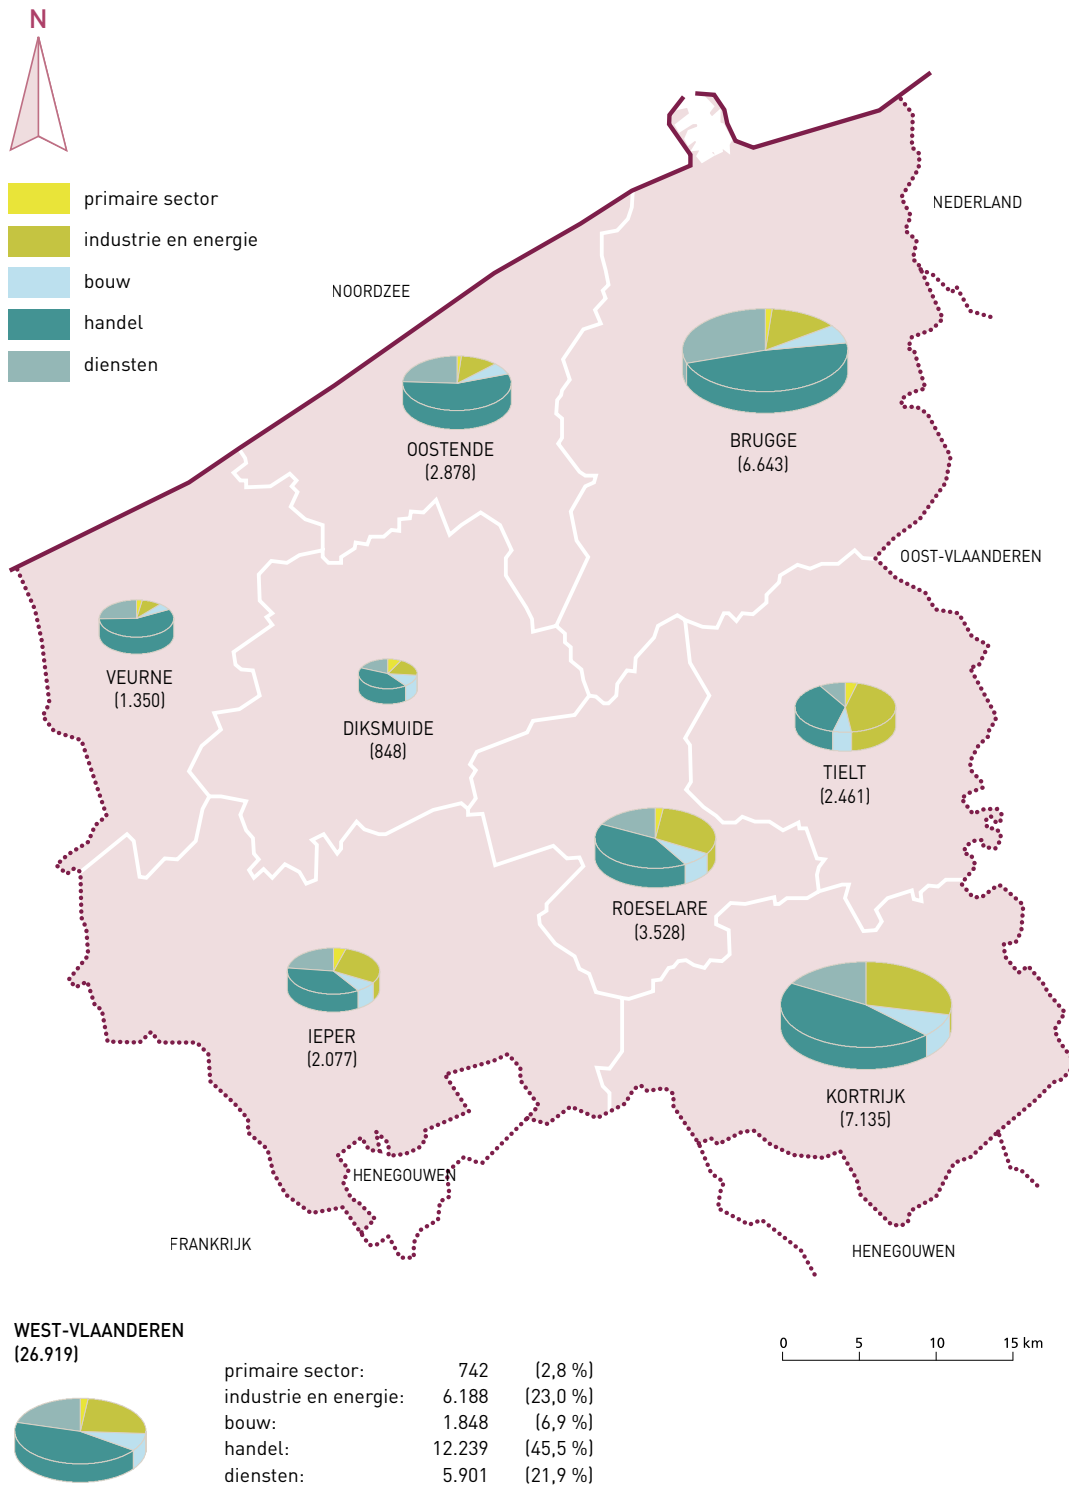 N
primaire sector
industrie en energie
bouw
handel
diensten
NEDERLAND
NOORDZEE
OOSTENDE
(2.878)
BRUGGE
(6.643)
OOST-VLAANDEREN
VEURNE
(1.350)
DIKSMUIDE
(848)
TIELT
(2.461)
ROESELARE
(3.528)
IEPER
(2.077)
KORTRIJK
(7.135)
HENEGOUWEN
FRANKRIJK
HENEGOUWEN
WEST-VLAANDEREN
(26.919)
0 5 10 15 km
primaire sector: 742 (2,8 %)
industrie en energie: 6.188 (23,0 %)
bouw: 1.848 (6,9 %)
handel: 12.239 (45,5 %)
diensten: 5.901 (21,9 %)